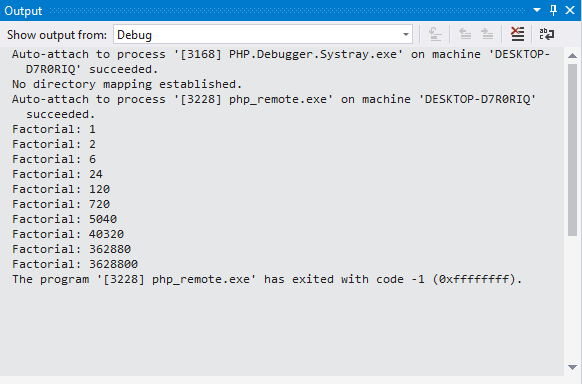 Output
Show output from: Debug
Auto-attach to process '[3168] PHP.Debugger.Systray.exe' on machine 'DESKTOP-
D7R0RIQ' succeeded.
No directory mapping established.
Auto-attach to process '[3228] php_remote.exe' on machine 'DESKTOP-D7R0RIQ'
succeeded.
Factorial: 1
Factorial: 2
Factorial: 6
Factorial: 24
Factorial: 120
Factorial: 720
Factorial: 5040
Factorial: 40320
Factorial: 362880
Factorial: 3628800
The program '[3228] php_remote.exe' has exited with code -1 (0xffffffff).